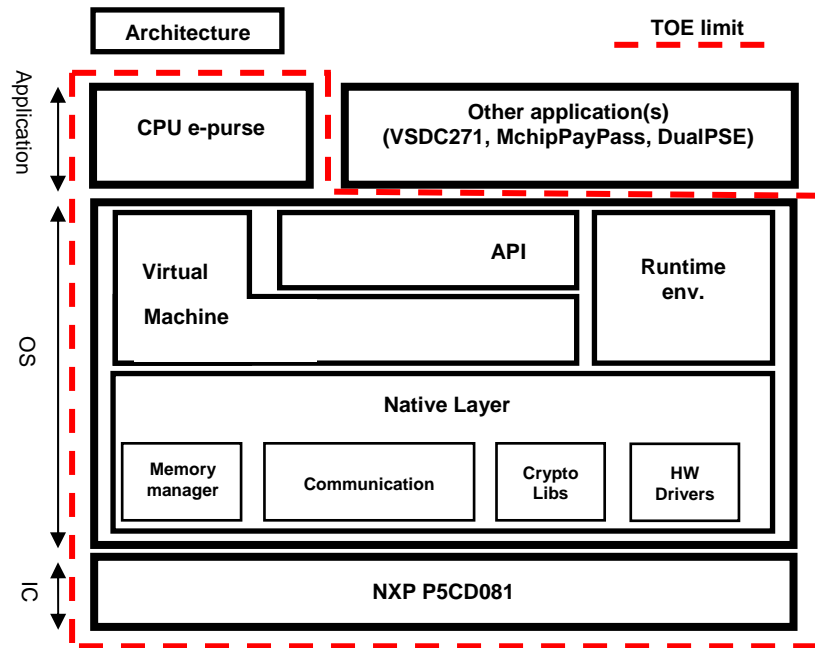 Architecture
TOE limit
Application
CPU e-purse
Other application(s)
(VSDC271, MchipPayPass, DualPSE)
OS
Virtual
Machine
API
Runtime
env.
Native Layer
Memory
manager
Communication
Crypto
Libs
HW
Drivers
IC
NXP P5CD081